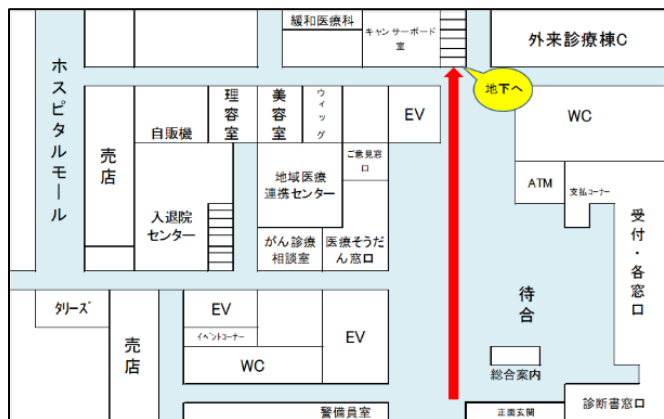 緩和医療科
キャンサーボード
室
外来診療棟C
地下へ
ホスピタルモール
売店
自販機
理容室
美容室
ウィッグ
EV
WC
ご意見窓
口
地域医療
連携センター
ATM
支払コーナー
入退院
センター
がん診療
相談室
医療そうだ
ん窓口
受付・各窓口
待合
タリーズ
売店
EV
イベントコーナー
WC
EV
総合案内
警備員室
正面玄関
診断書窓口